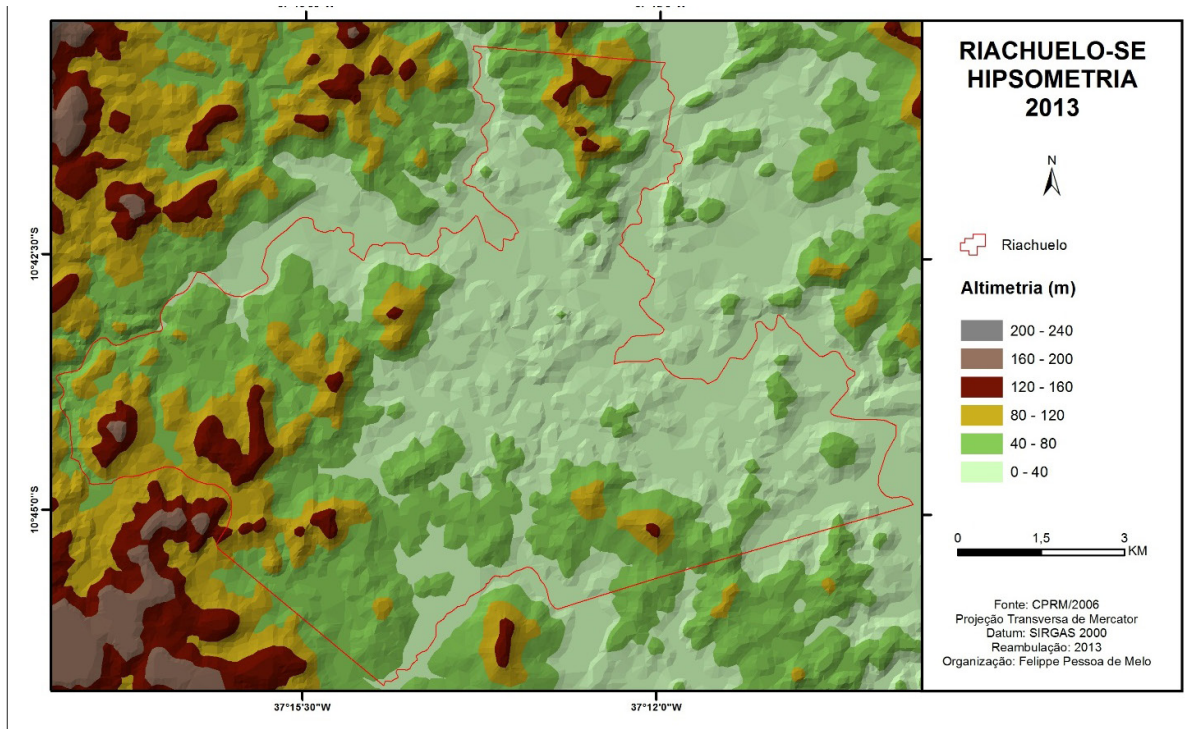 RIACHUELO-SE
HIPSOMETRIA
2013
N
Riachuelo
Altimetria (m)
200 - 240
160 - 200
120 - 160
80 - 120
40 - 80
0 - 40
0 1,5 3
KM
Fonte: CPRM/2006
Projeção Transversa de Mercator
Datum: SIRGAS 2000
Reambulação: 2013
Organização: Felippe Pessoa de Melo
10°42'30"S
10°45'0"S
37°15'30"W
37°12'0"W